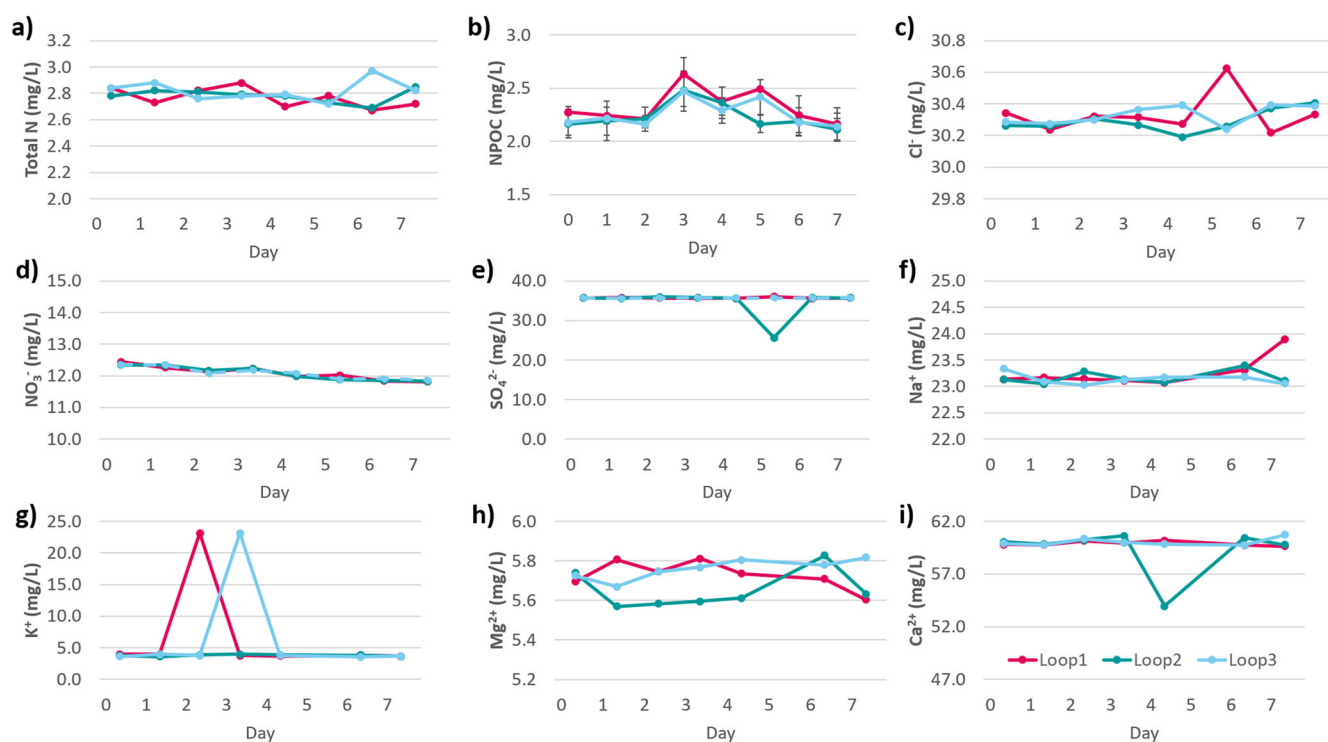 a)
Total N (mg/L)
3.2
3.0
2.8
2.6
2.4
2.2
2.0
0 1 2 3 4 5 6 7
Day
b)
NPOC (mg/L)
3.0
2.5
2.0
1.5
0 1 2 3 4 5 6 7
Day
c)
Cl⁻ (mg/L)
30.8
30.6
30.4
30.2
30.0
29.8
0 1 2 3 4 5 6 7
Day
d)
NO₃⁻ (mg/L)
15.0
14.0
13.0
12.0
11.0
10.0
0 1 2 3 4 5 6 7
Day
e)
SO₄²⁻ (mg/L)
40.0
30.0
20.0
10.0
0.0
0 1 2 3 4 5 6 7
Day
f)
Na⁺ (mg/L)
25.0
24.5
24.0
23.5
23.0
22.5
22.0
0 1 2 3 4 5 6 7
Day
g)
K⁺ (mg/L)
25.0
20.0
15.0
10.0
5.0
0.0
0 1 2 3 4 5 6 7
Day
h)
Mg²⁺ (mg/L)
6.0
5.8
5.6
5.4
5.2
0 1 2 3 4 5 6 7
Day
i)
Ca²⁺ (mg/L)
62.0
57.0
52.0
47.0
Loop1 Loop2 Loop3
0 1 2 3 4 5 6 7
Day